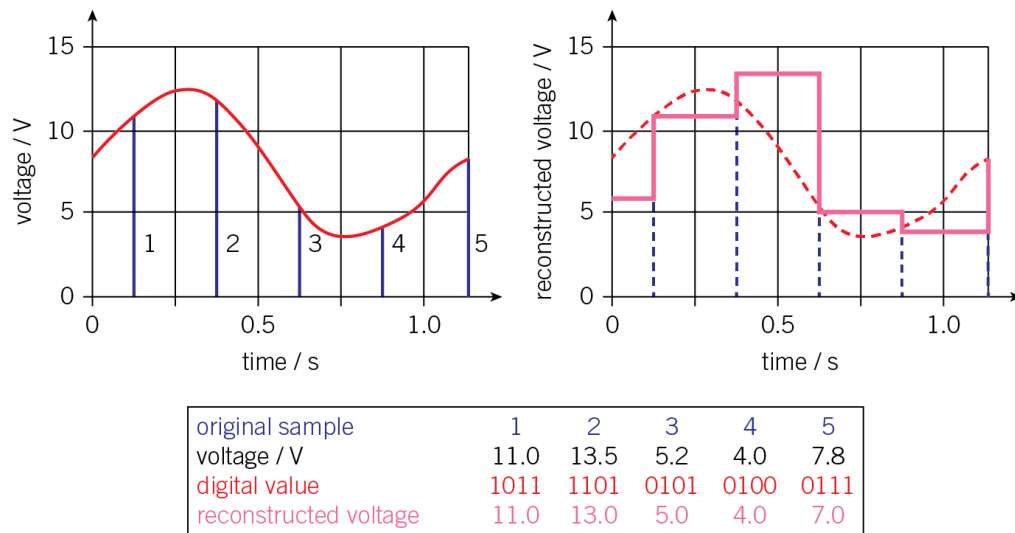 15
10
5
0
voltage / V
1
2
3
4
5
0
0.5
1.0
time / s
15
10
5
0
reconstructed voltage / V
0
0.5
1.0
time / s
original sample 1 2 3 4 5
voltage / V 11.0 13.5 5.2 4.0 7.8
digital value 1011 1101 0101 0100 0111
reconstructed voltage 11.0 13.0 5.0 4.0 7.0